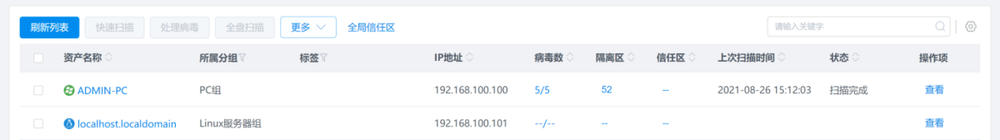 刷新列表 快速扫描 处理病毒 全盘扫描 更多 全局信任区 请输入关键字
资产名称 所属分组 标签 IP地址 病毒数 隔离区 信任区 上次扫描时间 状态 操作项
ADMIN-PC PC组 192.168.100.100 5/5 52 -- 2021-08-26 15:12:03 扫描完成 查看
localhost.localdomain Linux服务器组 192.168.100.101 --/-- -- -- 查看